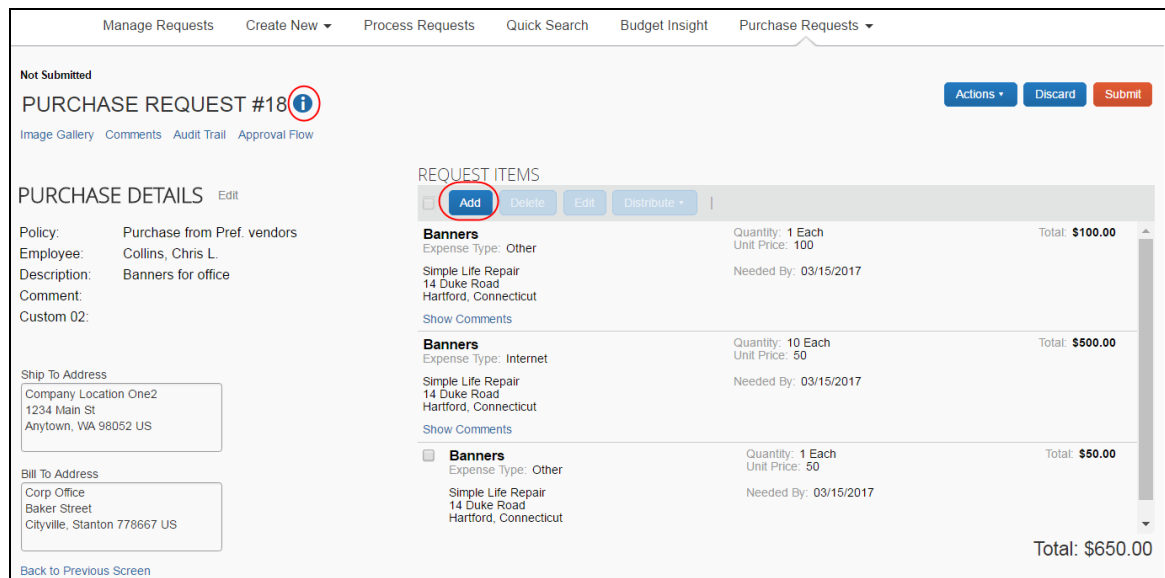 Manage Requests Create New Process Requests Quick Search Budget Insight Purchase Requests
Not Submitted
PURCHASE REQUEST #18 i
Actions Discard Submit
Image Gallery Comments Audit Trail Approval Flow
PURCHASE DETAILS Edit
Policy: Purchase from Pref. vendors
Employee: Collins, Chris L.
Description: Banners for office
Comment:
Custom 02:
Ship To Address
Company Location One2
1234 Main St
Anytown, WA 98052 US
Bill To Address
Corp Office
Baker Street
Cityville, Stanton 778667 US
Back to Previous Screen
REQUEST ITEMS
Add Delete Edit Distribute |
Banners Quantity: 1 Each Total: $100.00
Expense Type: Other Unit Price: 100
Simple Life Repair Needed By: 03/15/2017
14 Duke Road
Hartford, Connecticut
Show Comments
Banners Quantity: 10 Each Total: $500.00
Expense Type: Internet Unit Price: 50
Simple Life Repair Needed By: 03/15/2017
14 Duke Road
Hartford, Connecticut
Show Comments
Banners Quantity: 1 Each Total: $50.00
Expense Type: Other Unit Price: 50
Simple Life Repair Needed By: 03/15/2017
14 Duke Road
Hartford, Connecticut
Total: $650.00